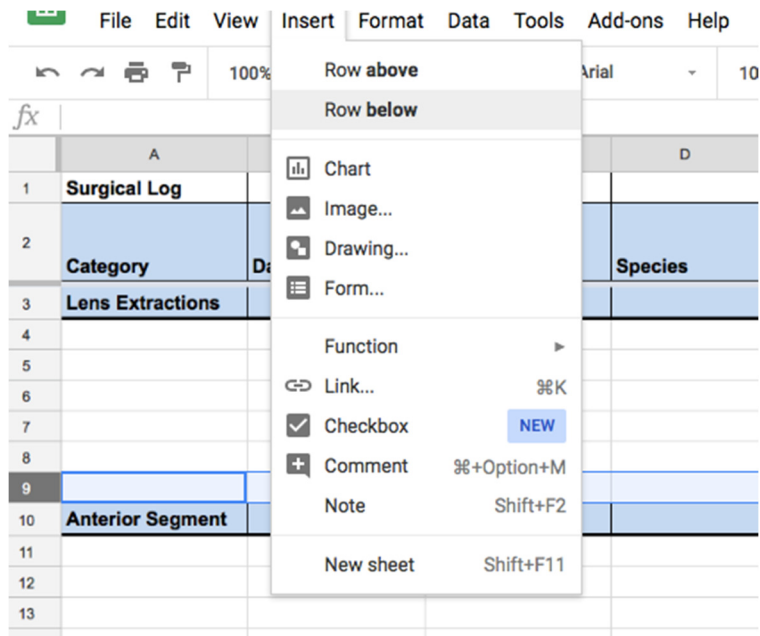 File Edit View Insert Format Data Tools Add-ons Help
100% Arial 10
fx
A D
Row above
Row below
Chart
Image...
Drawing...
Form...
Function
Link... ⌘K
Checkbox NEW
Comment ⌘+Option+M
Note Shift+F2
New sheet Shift+F11
1 Surgical Log
2 Category Da Species
3 Lens Extractions
4
5
6
7
8
9
10 Anterior Segment
11
12
13